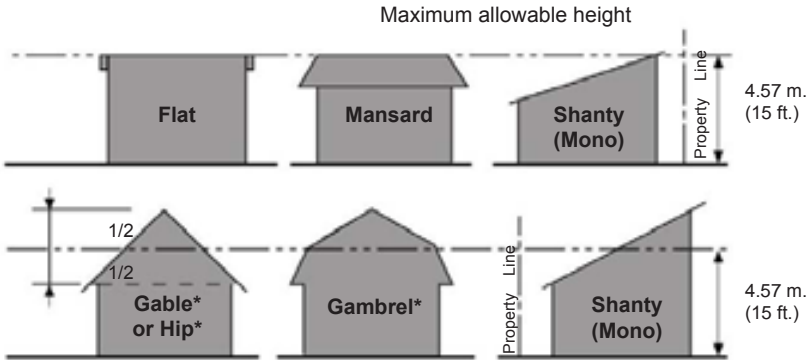 Maximum allowable height
Flat
Mansard
Shanty
(Mono)
Property Line
4.57 m.
(15 ft.)
1/2
1/2
Gable*
or Hip*
Gambrel*
Property Line
Shanty
(Mono)
4.57 m.
(15 ft.)